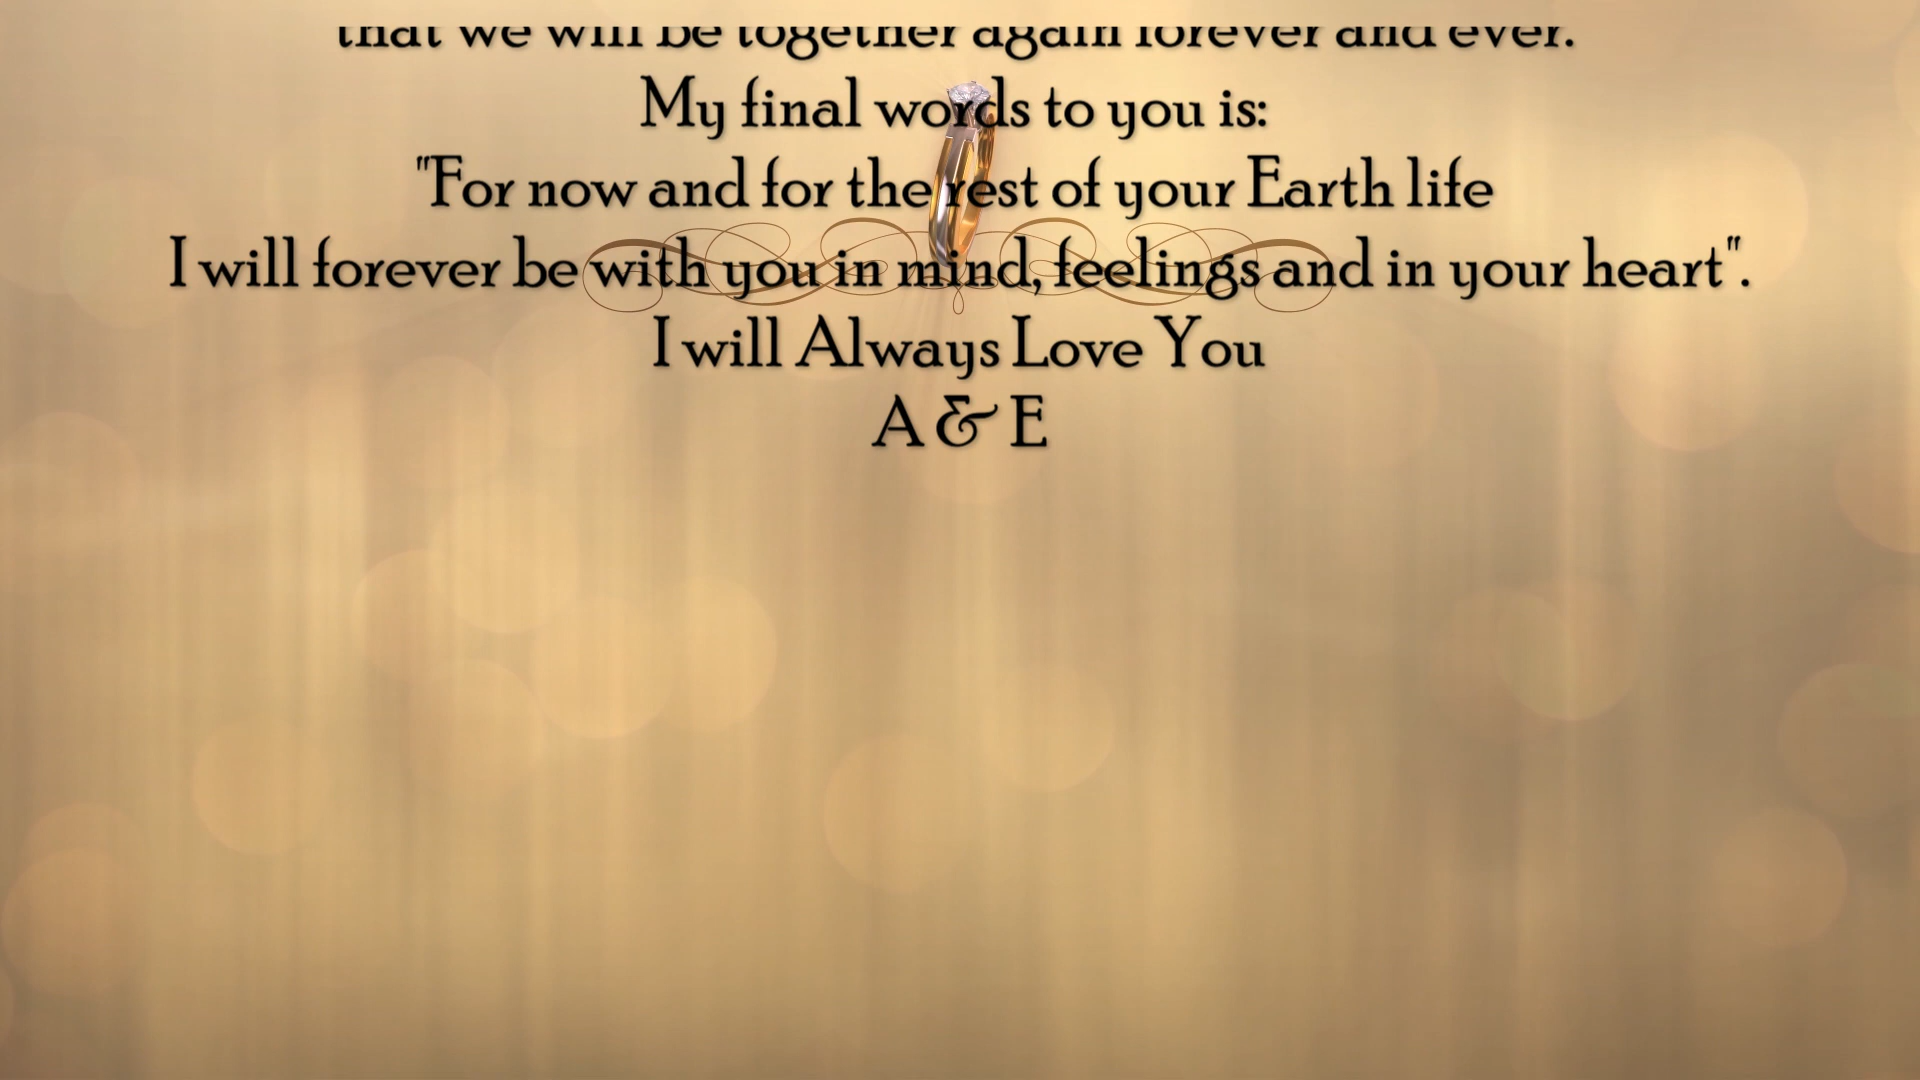 that we will be together again forever and ever.
My final words to you is:
"For now and for the rest of your Earth life
I will forever be with you in mind, feelings and in your heart".
I will Always Love You
A & E